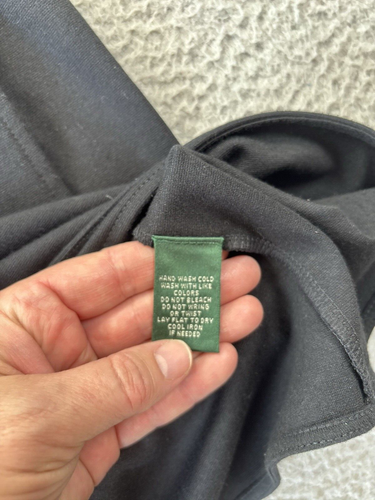 HAND WASH COLD
WASH WITH LIKE
COLORS
DO NOT BLEACH
DO NOT WRING
OR TWIST
LAY FLAT TO DRY
COOL IRON
IF NEEDED